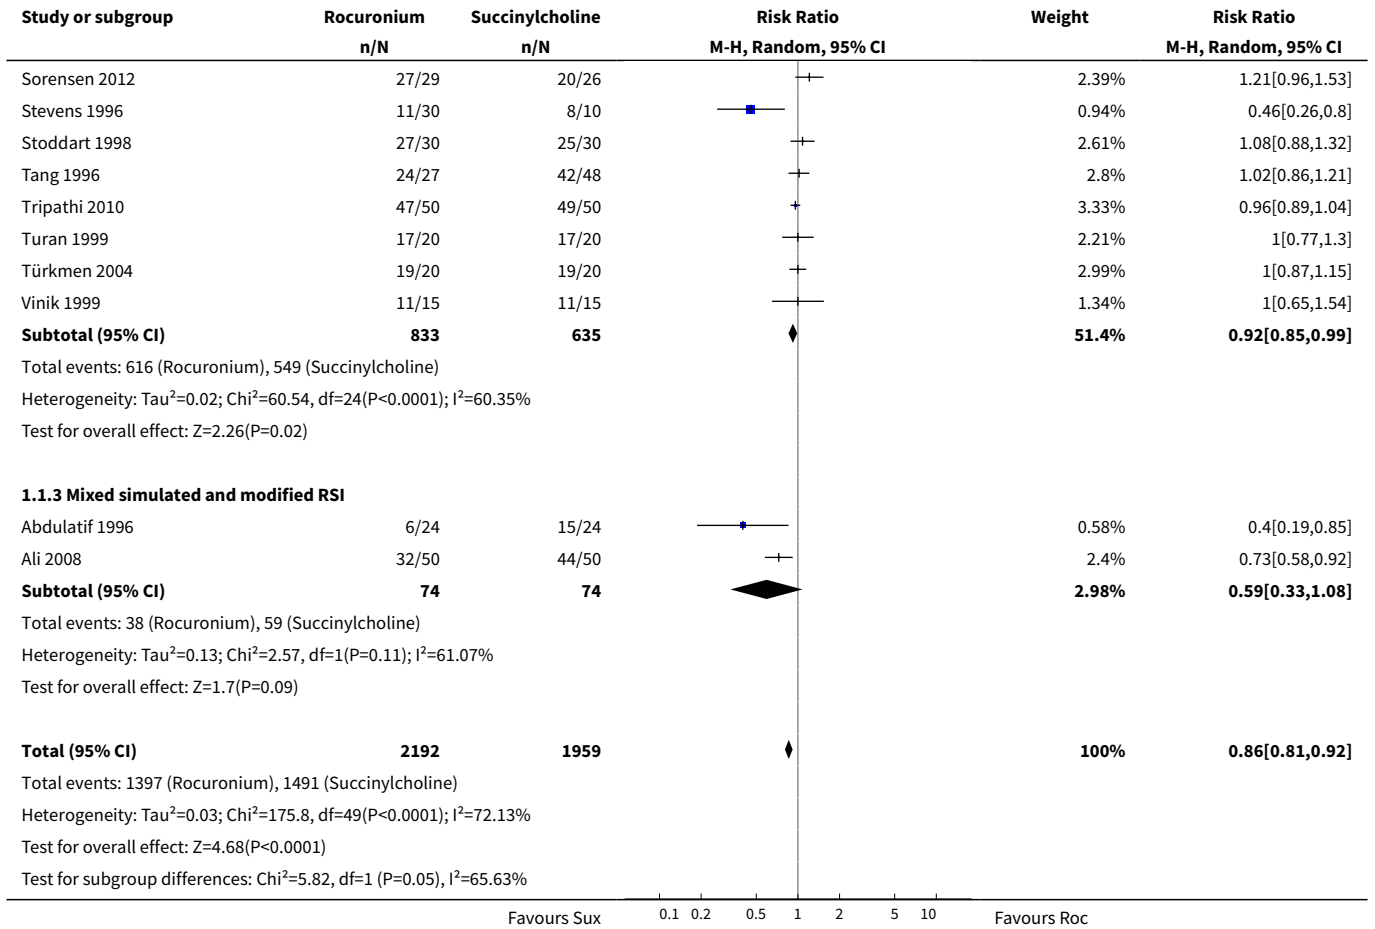 Study or subgroup Rocuronium Succinylcholine Risk Ratio Weight Risk Ratio
n/N n/N M-H, Random, 95% CI M-H, Random, 95% CI
Sorensen 2012 27/29 20/26 2.39% 1.21[0.96,1.53]
Stevens 1996 11/30 8/10 0.94% 0.46[0.26,0.8]
Stoddart 1998 27/30 25/30 2.61% 1.08[0.88,1.32]
Tang 1996 24/27 42/48 2.8% 1.02[0.86,1.21]
Tripathi 2010 47/50 49/50 3.33% 0.96[0.89,1.04]
Turan 1999 17/20 17/20 2.21% 1[0.77,1.3]
Türkmen 2004 19/20 19/20 2.99% 1[0.87,1.15]
Vinik 1999 11/15 11/15 1.34% 1[0.65,1.54]
Subtotal (95% CI) 833 635 51.4% 0.92[0.85,0.99]
Total events: 616 (Rocuronium), 549 (Succinylcholine)
Heterogeneity: Tau²=0.02; Chi²=60.54, df=24(P<0.0001); I²=60.35%
Test for overall effect: Z=2.26(P=0.02)
1.1.3 Mixed simulated and modified RSI
Abdulatif 1996 6/24 15/24 0.58% 0.4[0.19,0.85]
Ali 2008 32/50 44/50 2.4% 0.73[0.58,0.92]
Subtotal (95% CI) 74 74 2.98% 0.59[0.33,1.08]
Total events: 38 (Rocuronium), 59 (Succinylcholine)
Heterogeneity: Tau²=0.13; Chi²=2.57, df=1(P=0.11); I²=61.07%
Test for overall effect: Z=1.7(P=0.09)
Total (95% CI) 2192 1959 100% 0.86[0.81,0.92]
Total events: 1397 (Rocuronium), 1491 (Succinylcholine)
Heterogeneity: Tau²=0.03; Chi²=175.8, df=49(P<0.0001); I²=72.13%
Test for overall effect: Z=4.68(P<0.0001)
Test for subgroup differences: Chi²=5.82, df=1 (P=0.05), I²=65.63%
Favours Sux 0.1 0.2 0.5 1 2 5 10 Favours Roc